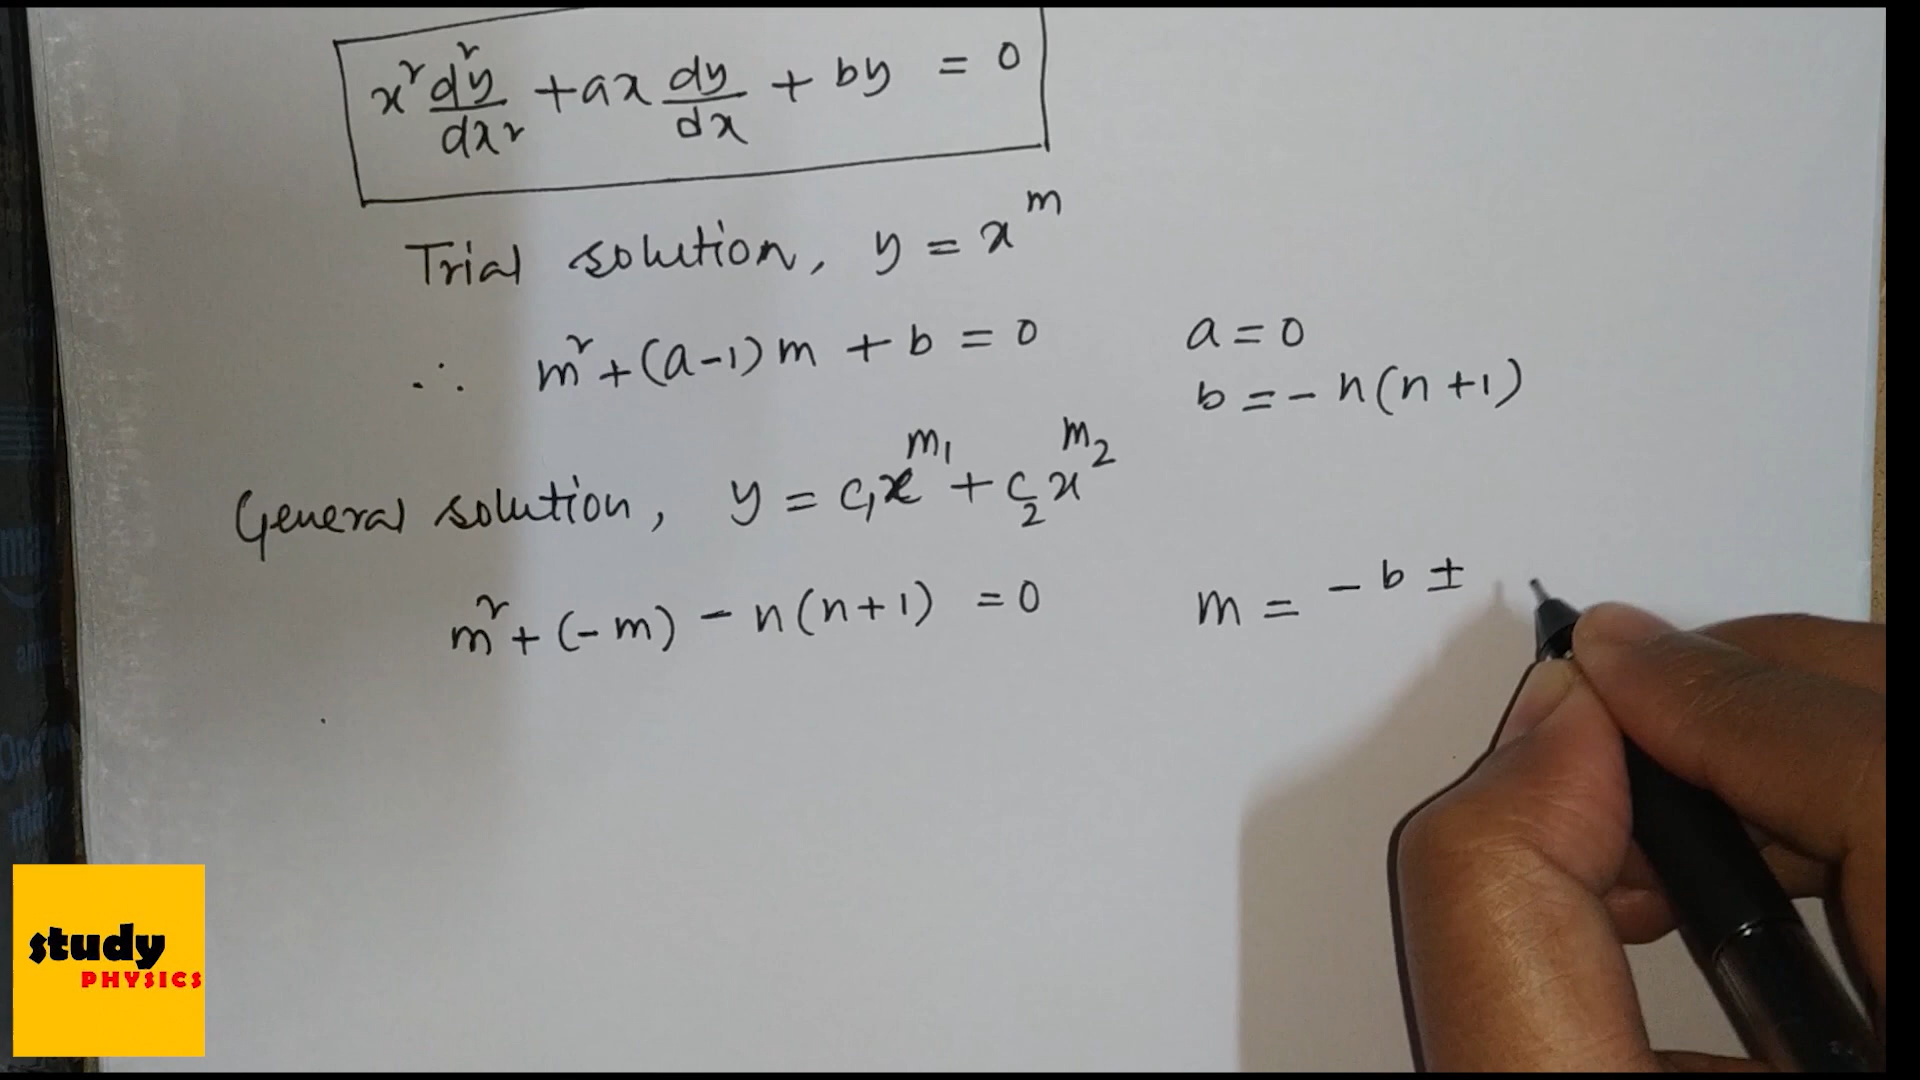 x² d²y/dx² + ax dy/dx + by = 0
Trial solution, y = x^m
∴ m² + (a-1)m + b = 0
a = 0
b = - n(n+1)
General solution, y = c₁x^m₁ + c₂x^m₂
m² + (-m) - n(n+1) = 0
m = - b ±
study
PHYSICS